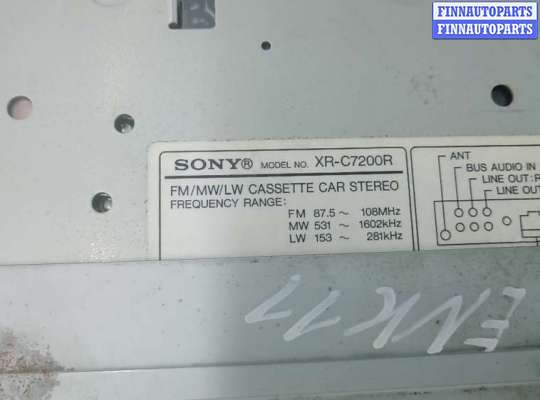 FINNAUTOPARTS
FINNAUTOPARTS
SONY® MODEL NO. XR-C7200R
FM/MW/LW CASSETTE CAR STEREO
FREQUENCY RANGE:
FM 87.5 ~ 108MHz
MW 531 ~ 1602kHz
LW 153 ~ 281kHz
ANT
BUS AUDIO IN
LINE OUT:R
LINE OUT